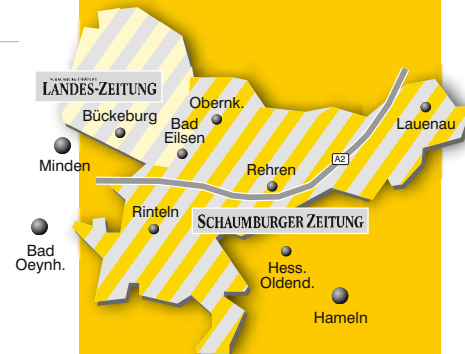 LANDES-ZEITUNG
Bückeburg
Obernk.
Bad
Eilsen
Lauenau
Minden
A2
Rehren
Rinteln
SCHAUMBURGER ZEITUNG
Bad
Oeynh.
Hess.
Oldend.
Hameln